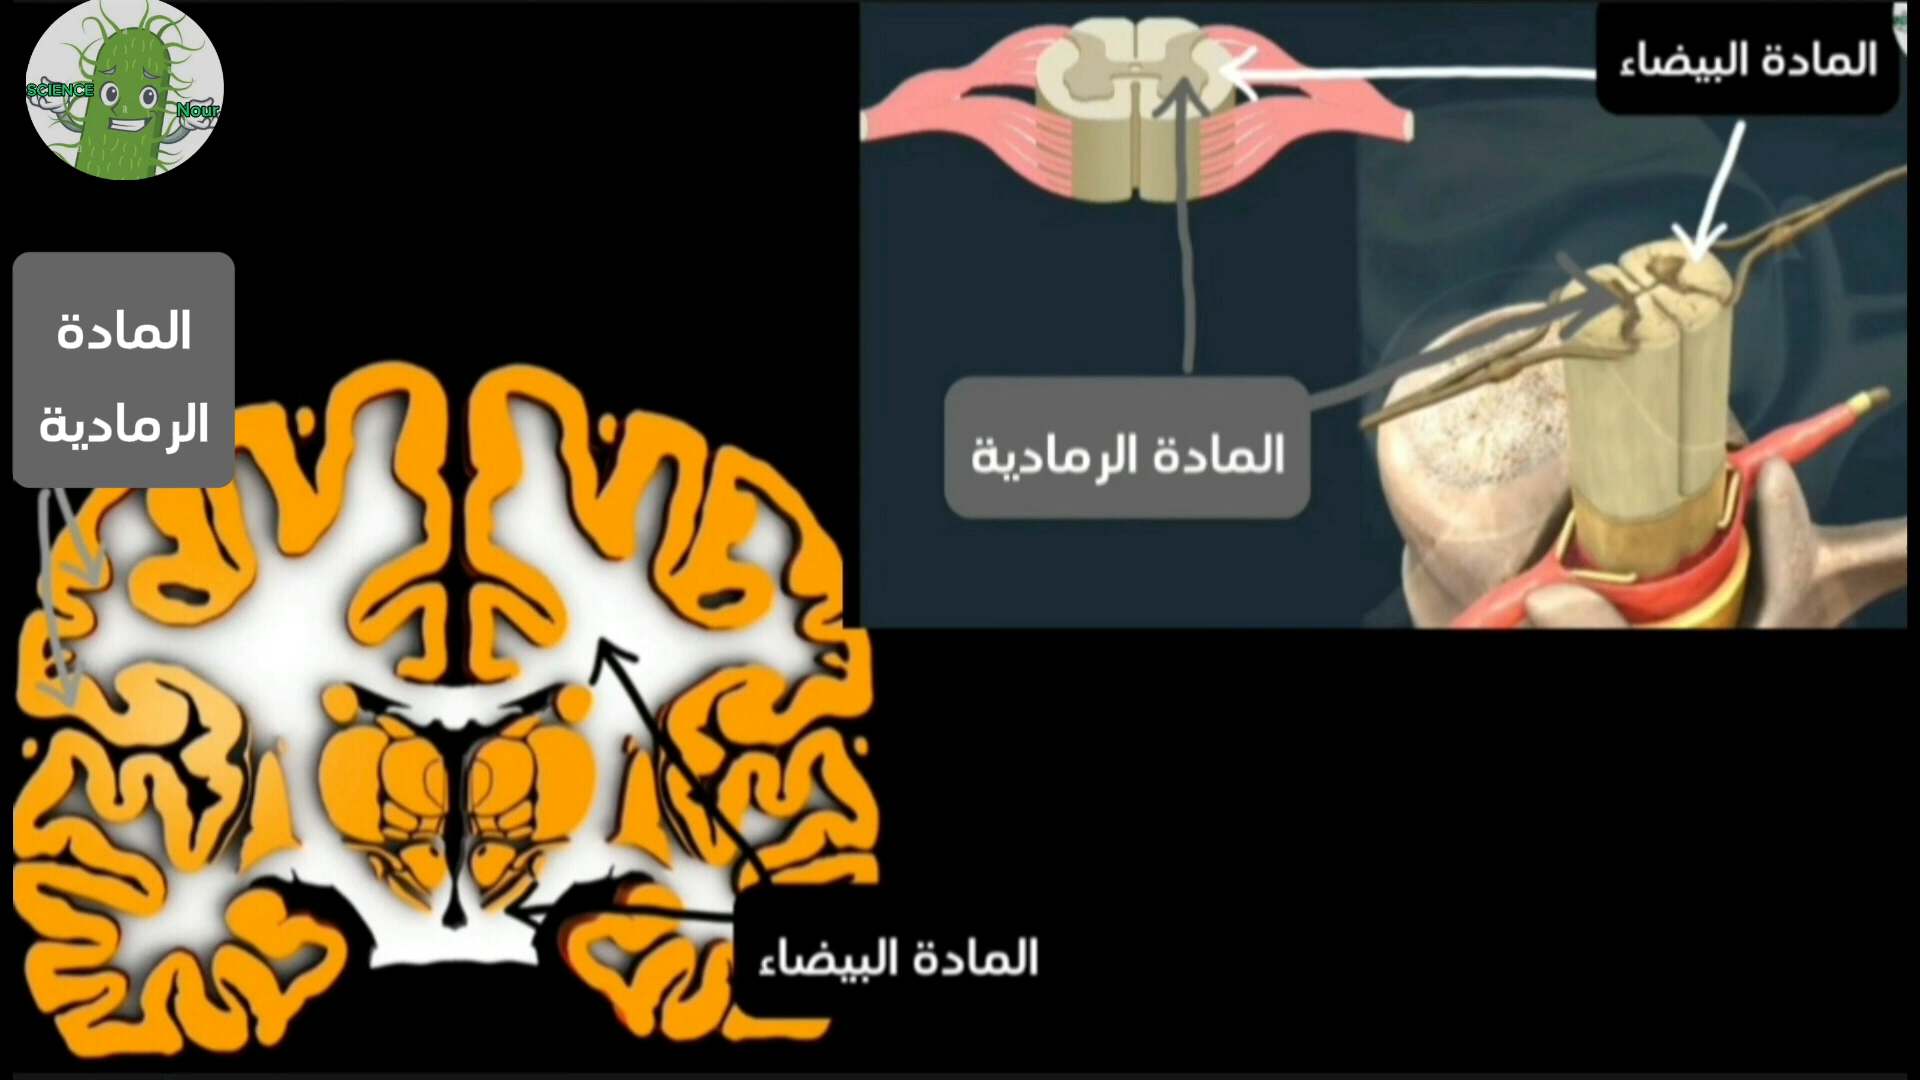 SCIENCE
Nour
المادة البيضاء
المادة
الرمادية
المادة الرمادية
المادة البيضاء